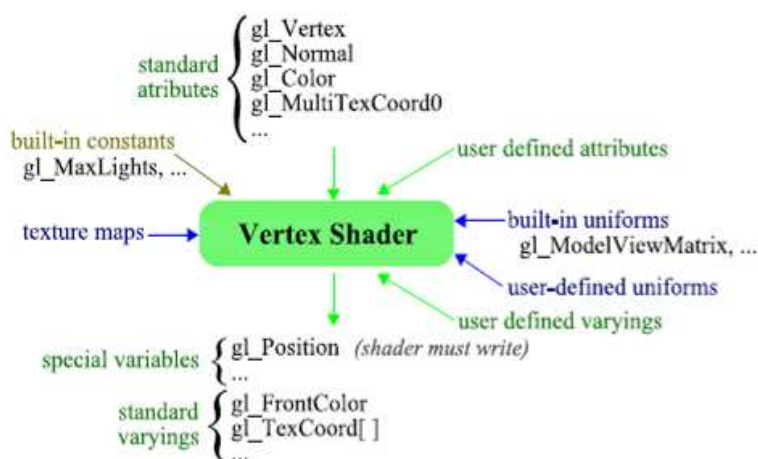 gl_Vertex
gl_Normal
standard
atributes
gl_Color
gl_MultiTexCoord0
...
built-in constants
gl_MaxLights, ...
user defined attributes
texture maps
Vertex Shader
built-in uniforms
gl_ModelViewMatrix, ...
user-defined uniforms
user defined varyings
special variables
gl_Position (shader must write)
...
standard
varyings
gl_FrontColor
gl_TexCoord[ ]
...